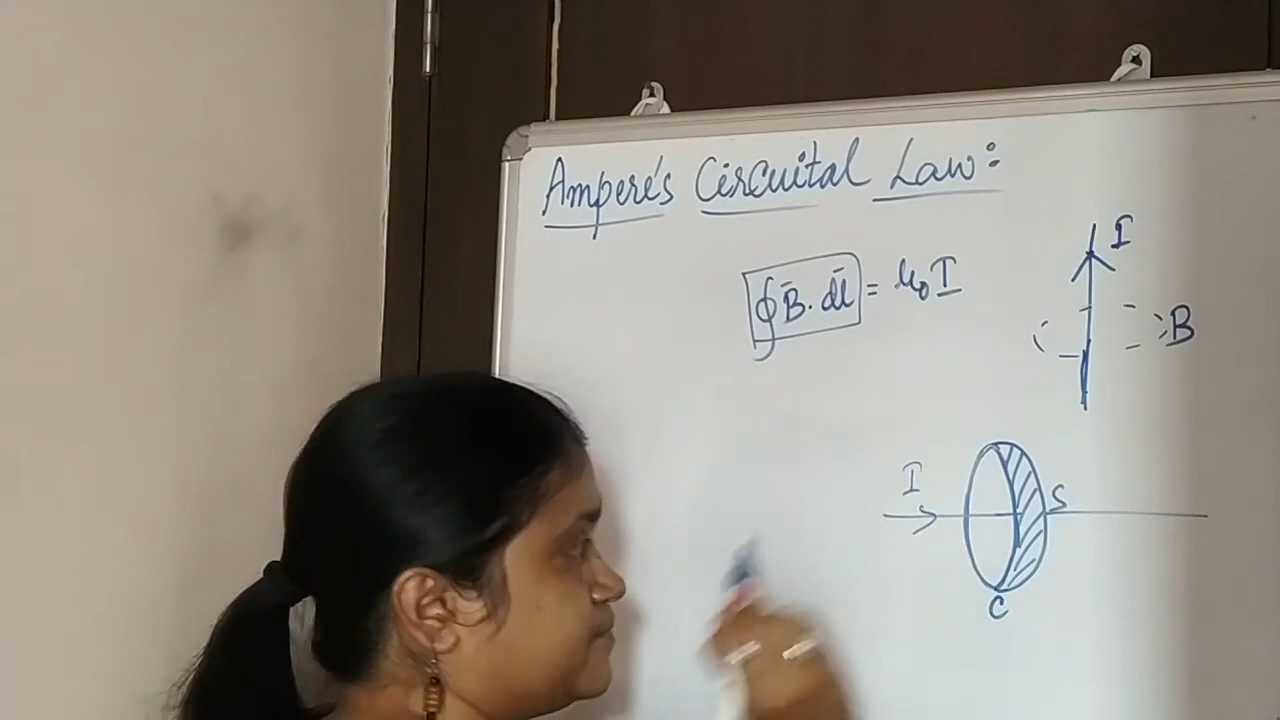 Ampere's Circuital Law:
∮B̄.dl̄ = μ₀I
I
B
I
S
C